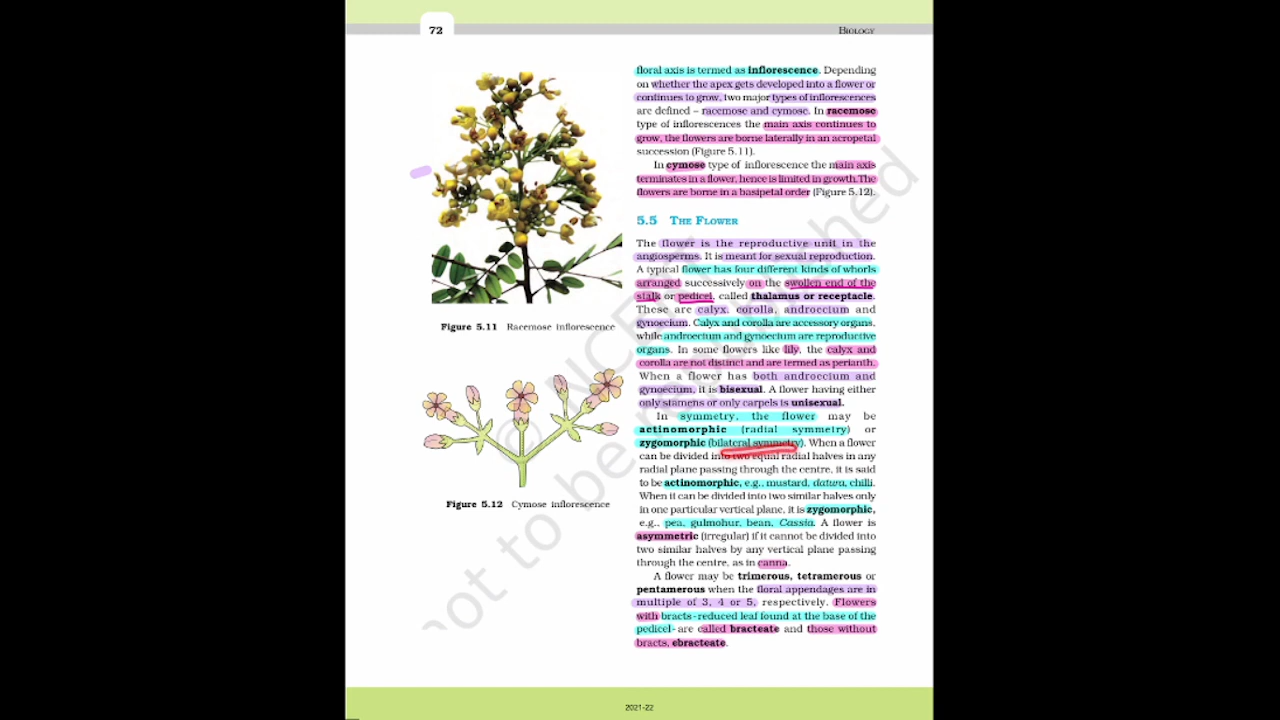 72
BIOLOGY
floral axis is termed as inflorescence. Depending
on whether the apex gets developed into a flower or
continues to grow, two major types of inflorescences
are defined – racemose and cymose. In racemose
type of inflorescences the main axis continues to
grow, the flowers are borne laterally in an acropetal
succession (Figure 5.11).
In cymose type of inflorescence the main axis
terminates in a flower, hence is limited in growth.The
flowers are borne in a basipetal order (Figure 5.12).
5.5 THE FLOWER
The flower is the reproductive unit in the
angiosperms. It is meant for sexual reproduction.
A typical flower has four different kinds of whorls
arranged successively on the swollen end of the
stalk or pedicel, called thalamus or receptacle.
These are calyx, corolla, androecium and
gynoecium. Calyx and corolla are accessory organs,
while androecium and gynoecium are reproductive
organs. In some flowers like lily, the calyx and
corolla are not distinct and are termed as perianth.
When a flower has both androecium and
gynoecium, it is bisexual. A flower having either
only stamens or only carpels is unisexual.
In symmetry, the flower may be
actinomorphic (radial symmetry) or
zygomorphic (bilateral symmetry). When a flower
can be divided into two equal radial halves in any
radial plane passing through the centre, it is said
to be actinomorphic, e.g., mustard, datura, chilli.
When it can be divided into two similar halves only
in one particular vertical plane, it is zygomorphic,
e.g., pea, gulmohur, bean, Cassia. A flower is
asymmetric (irregular) if it cannot be divided into
two similar halves by any vertical plane passing
through the centre, as in canna.
A flower may be trimerous, tetramerous or
pentamerous when the floral appendages are in
multiple of 3, 4 or 5, respectively. Flowers
with bracts-reduced leaf found at the base of the
pedicel- are called bracteate and those without
bracts, ebracteate.
Figure 5.11 Racemose inflorescence
Figure 5.12 Cymose inflorescence
© NCERT
not to be republished
2021-22